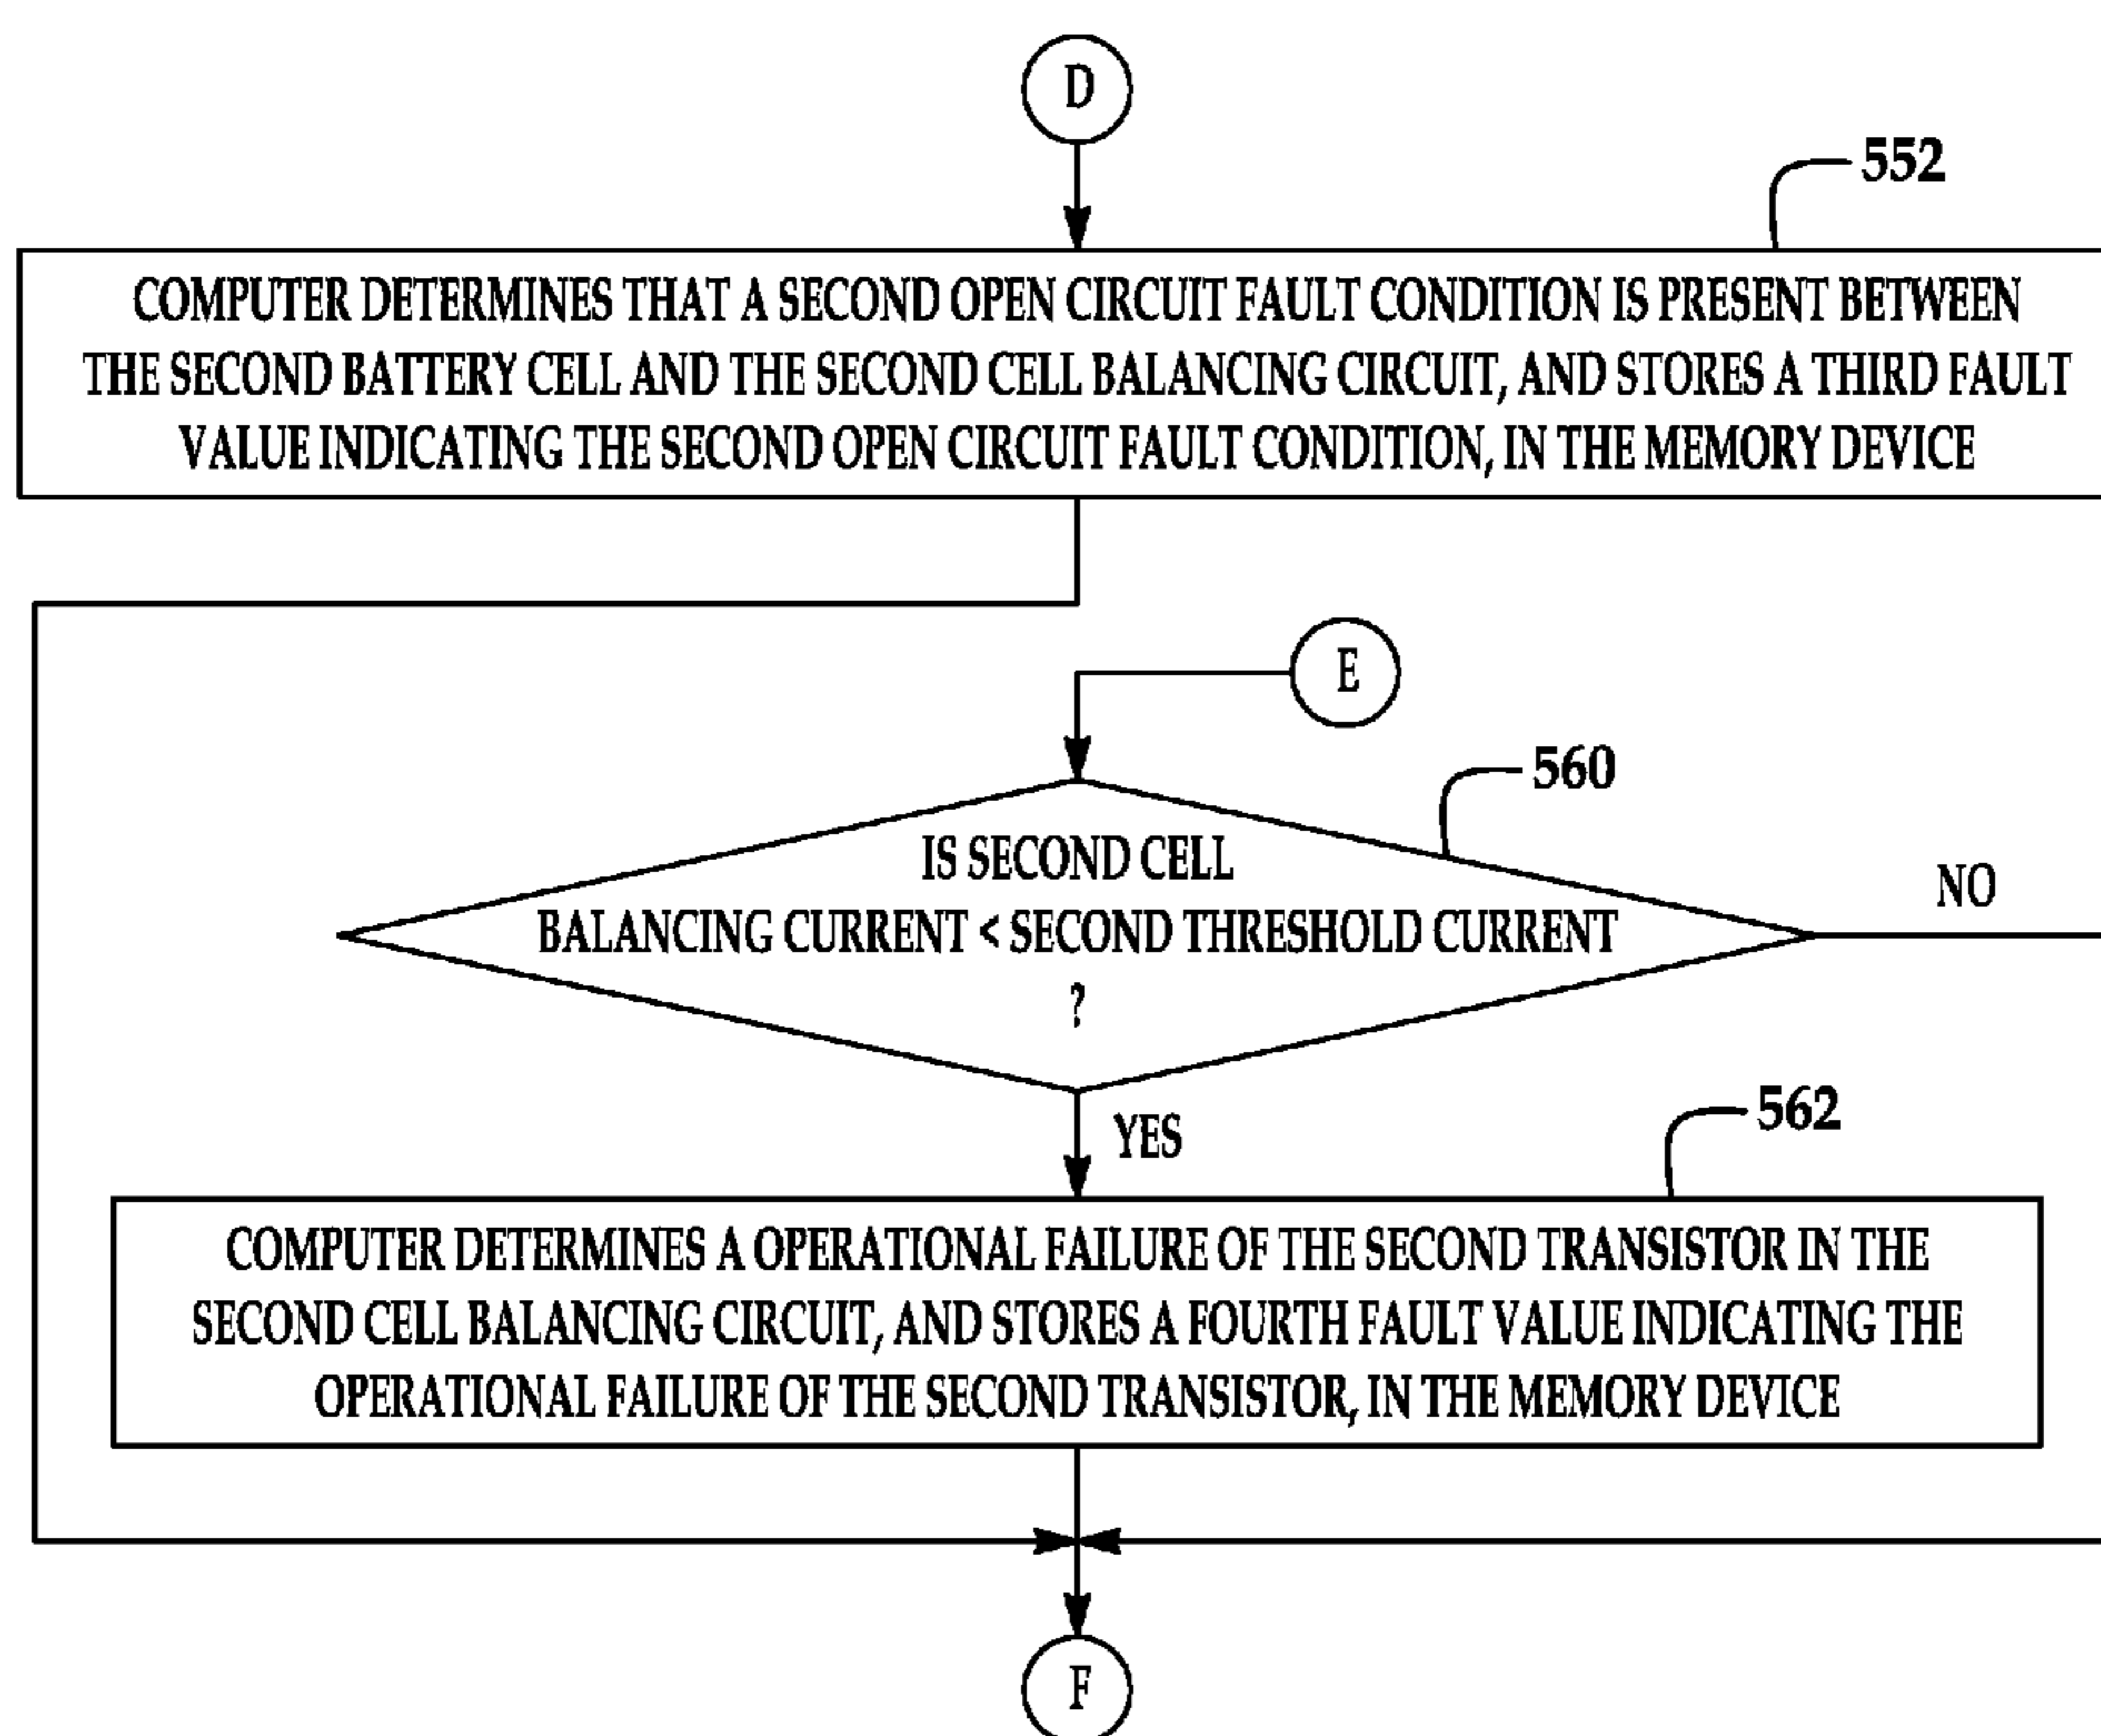 D
552
COMPUTER DETERMINES THAT A SECOND OPEN CIRCUIT FAULT CONDITION IS PRESENT BETWEEN
THE SECOND BATTERY CELL AND THE SECOND CELL BALANCING CIRCUIT, AND STORES A THIRD FAULT
VALUE INDICATING THE SECOND OPEN CIRCUIT FAULT CONDITION, IN THE MEMORY DEVICE
E
560
IS SECOND CELL
BALANCING CURRENT < SECOND THRESHOLD CURRENT
?
NO
YES
562
COMPUTER DETERMINES A OPERATIONAL FAILURE OF THE SECOND TRANSISTOR IN THE
SECOND CELL BALANCING CIRCUIT, AND STORES A FOURTH FAULT VALUE INDICATING THE
OPERATIONAL FAILURE OF THE SECOND TRANSISTOR, IN THE MEMORY DEVICE
F